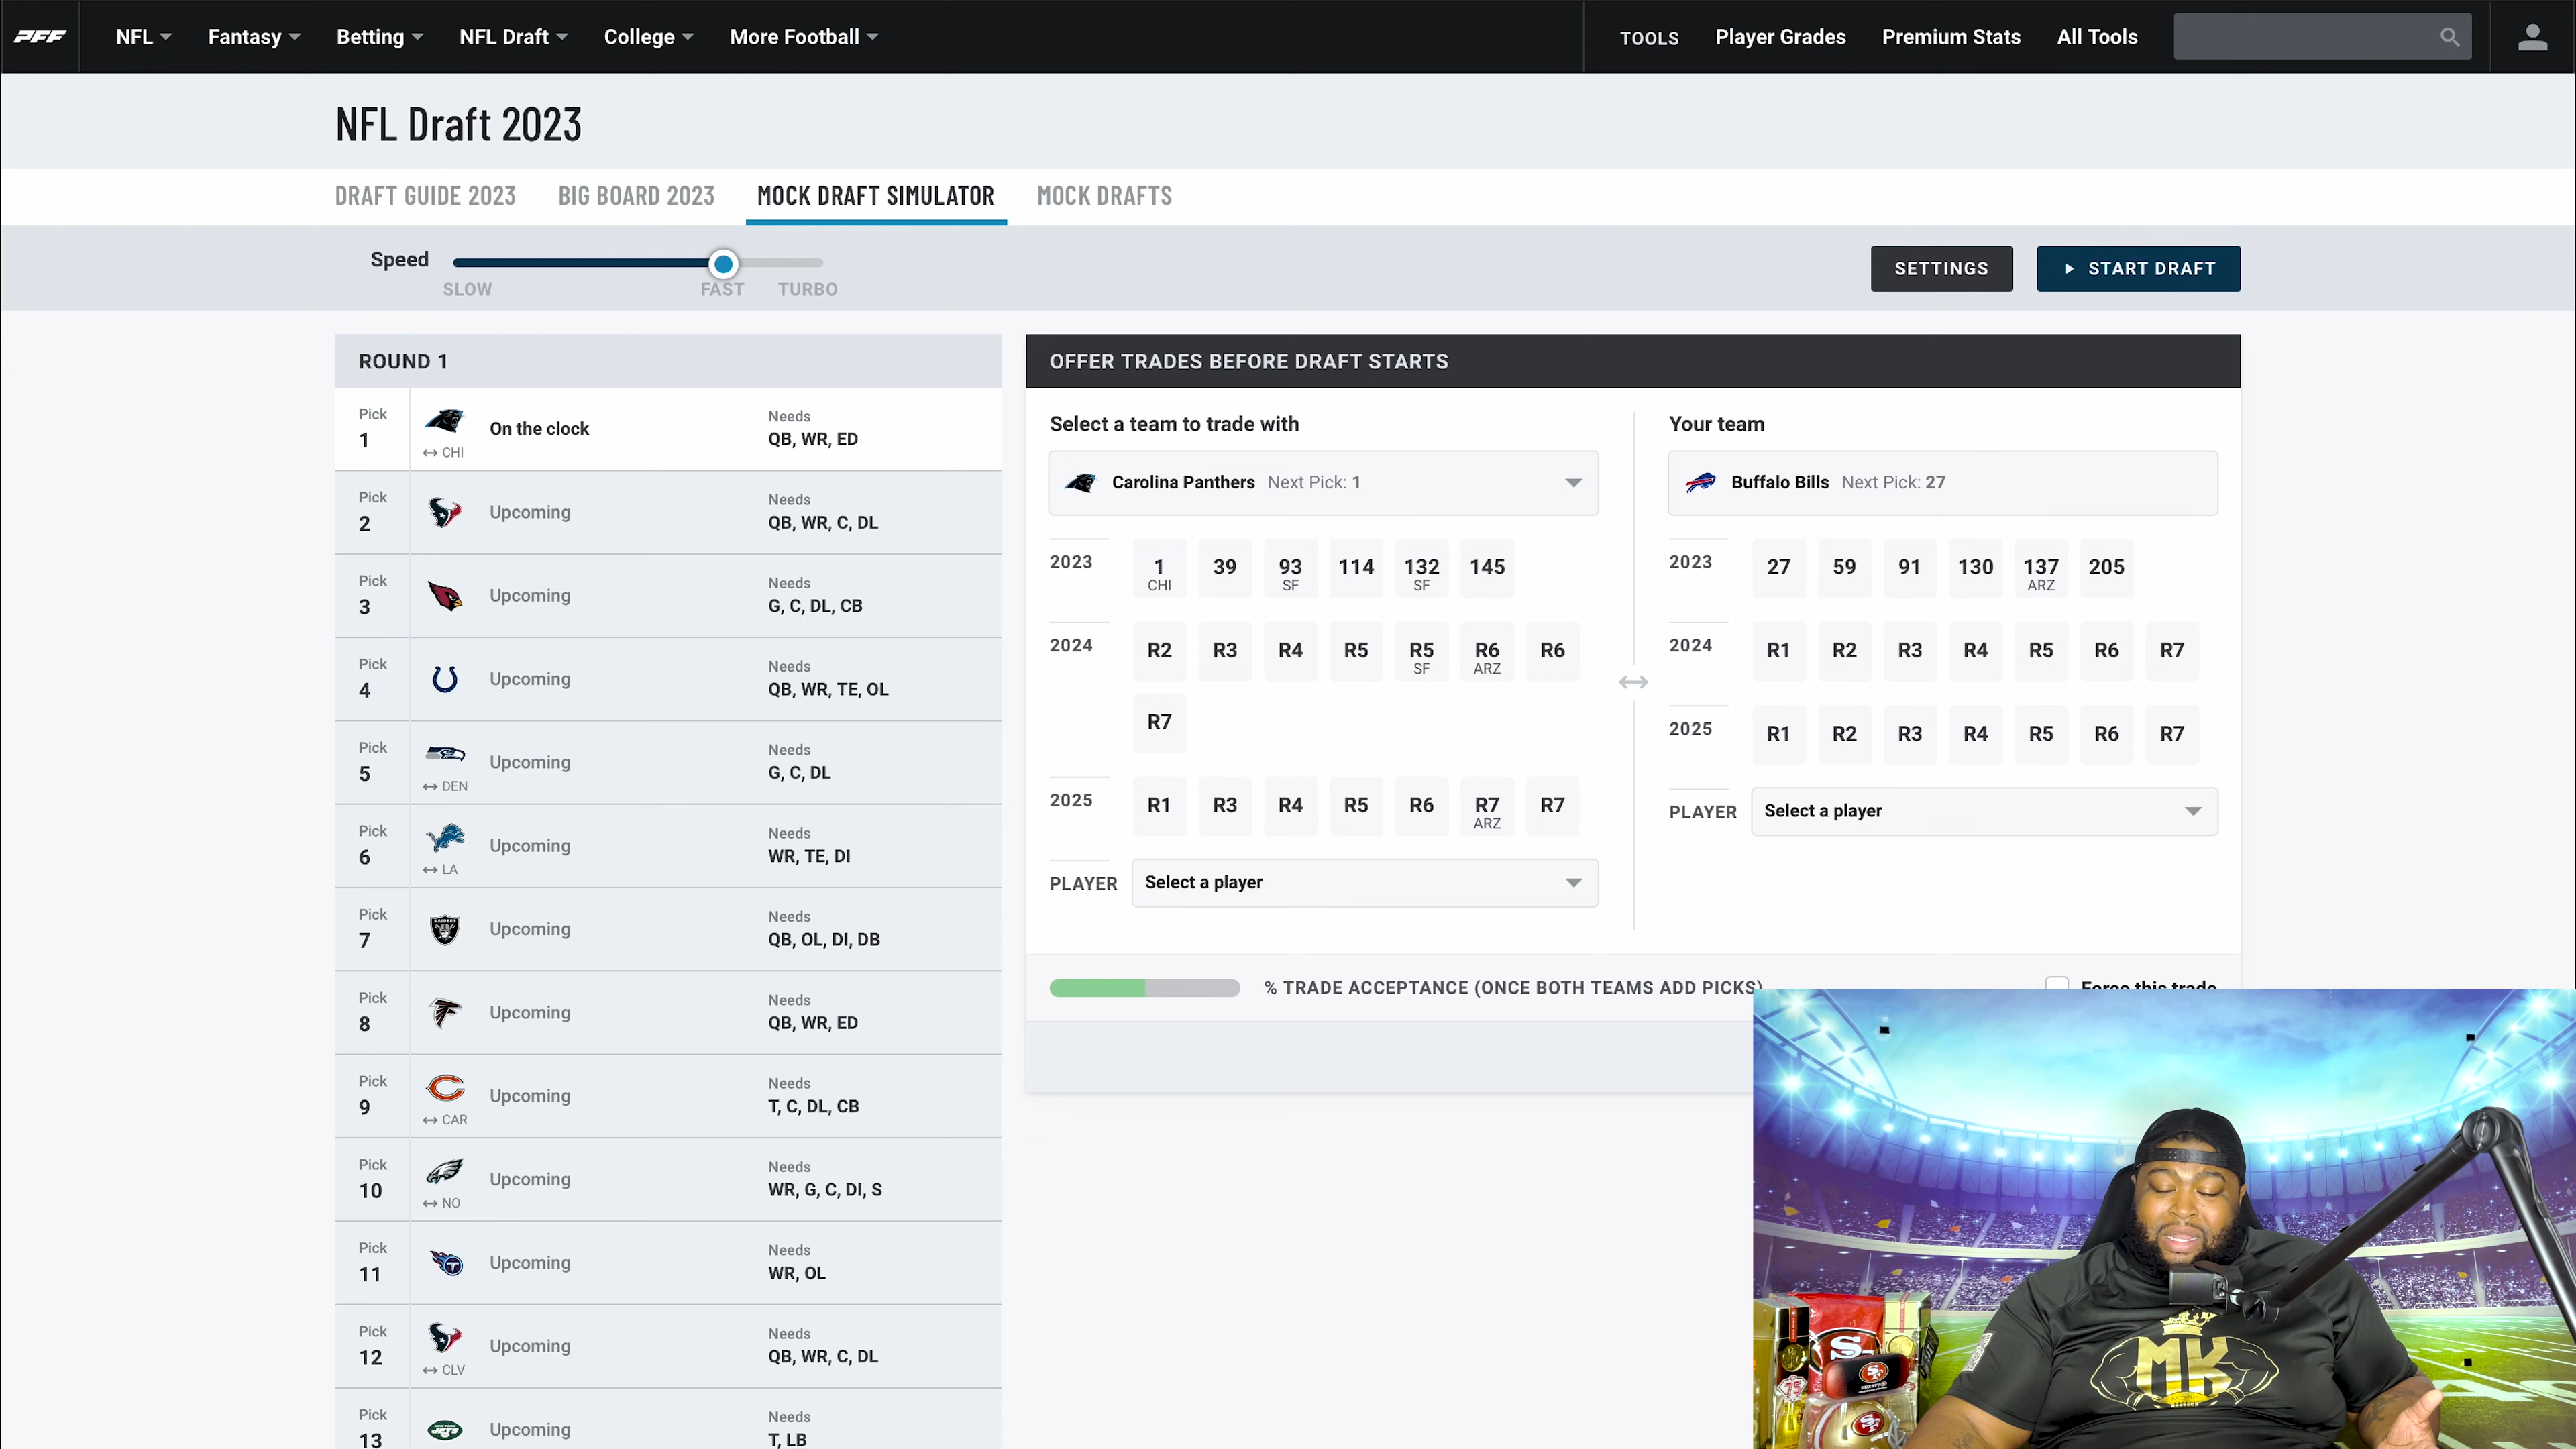 PFF
NFL Fantasy Betting NFL Draft College More Football TOOLS Player Grades Premium Stats All Tools
NFL Draft 2023
DRAFT GUIDE 2023 BIG BOARD 2023 MOCK DRAFT SIMULATOR MOCK DRAFTS
Speed
SLOW FAST TURBO
SETTINGS START DRAFT
ROUND 1
Pick 1 CHI On the clock Needs QB, WR, ED
Pick 2 Upcoming Needs QB, WR, C, DL
Pick 3 Upcoming Needs G, C, DL, CB
Pick 4 Upcoming Needs QB, WR, TE, OL
Pick 5 DEN Upcoming Needs G, C, DL
Pick 6 LA Upcoming Needs WR, TE, DI
Pick 7 RAIDERS Upcoming Needs QB, OL, DI, DB
Pick 8 Upcoming Needs QB, WR, ED
Pick 9 CAR Upcoming Needs T, C, DL, CB
Pick 10 NO Upcoming Needs WR, G, C, DI, S
Pick 11 Upcoming Needs WR, OL
Pick 12 CLV Upcoming Needs QB, WR, C, DL
Pick 13 JETS Upcoming Needs T, LB
OFFER TRADES BEFORE DRAFT STARTS
Select a team to trade with
Carolina Panthers Next Pick: 1
2023 1 CHI 39 93 SF 114 132 SF 145
2024 R2 R3 R4 R5 R5 SF R6 ARZ R6
R7
2025 R1 R3 R4 R5 R6 R7 ARZ R7
PLAYER Select a player
Your team
Buffalo Bills Next Pick: 27
2023 27 59 91 130 137 ARZ 205
2024 R1 R2 R3 R4 R5 R6 R7
2025 R1 R2 R3 R4 R5 R6 R7
PLAYER Select a player
% TRADE ACCEPTANCE (ONCE BOTH TEAMS ADD PICKS) Force this trade
MK
SF
SF
75
SF